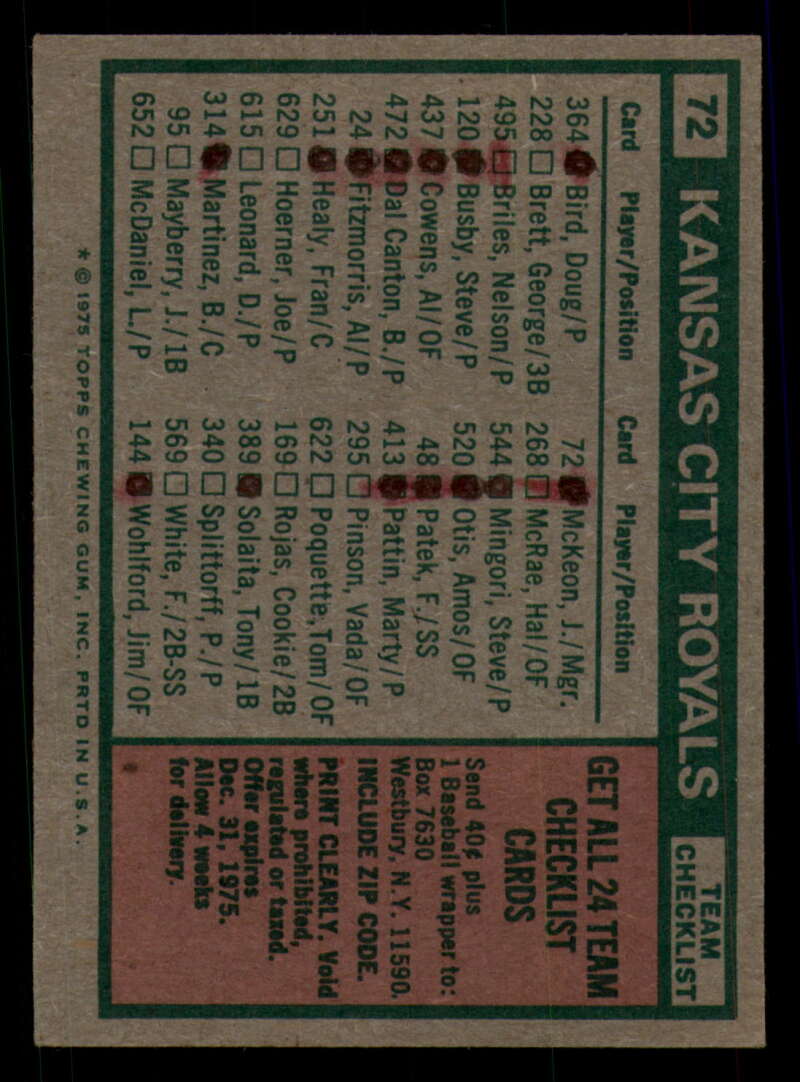 72 KANSAS CITY ROYALS TEAM CHECKLIST
Card Player/Position
364 Bird, Doug/P
228 Brett, George/3B
495 Briles, Nelson/P
120 Busby, Steve/P
437 Cowens, Al/OF
472 Dal Canton, B./P
24 Fitzmorris, Al/P
251 Healy, Fran/C
629 Hoerner, Joe/P
615 Leonard, D./P
314 Martinez, B./C
95 Mayberry, J./1B
652 McDaniel, L./P
Card Player/Position
72 McKeon, J./Mgr.
268 McRae, Hal/OF
544 Mingori, Steve/P
520 Otis, Amos/OF
48 Patek, F./SS
413 Pattin, Marty/P
295 Pinson, Vada/OF
622 Poquette, Tom/OF
169 Rojas, Cookie/2B
389 Solaita, Tony/1B
340 Splittorff, P./P
569 White, F./2B-SS
144 Wohlford, Jim/OF
GET ALL 24 TEAM
CHECKLIST
CARDS
Send 40¢ plus
1 Baseball wrapper to:
Box 7630
Westbury, N.Y. 11590.
INCLUDE ZIP CODE.
PRINT CLEARLY. Void
where prohibited,
regulated or taxed.
Offer expires
Dec. 31, 1975.
Allow 4 weeks
for delivery.
* © 1975 TOPPS CHEWING GUM, INC. PRTD IN U.S.A.